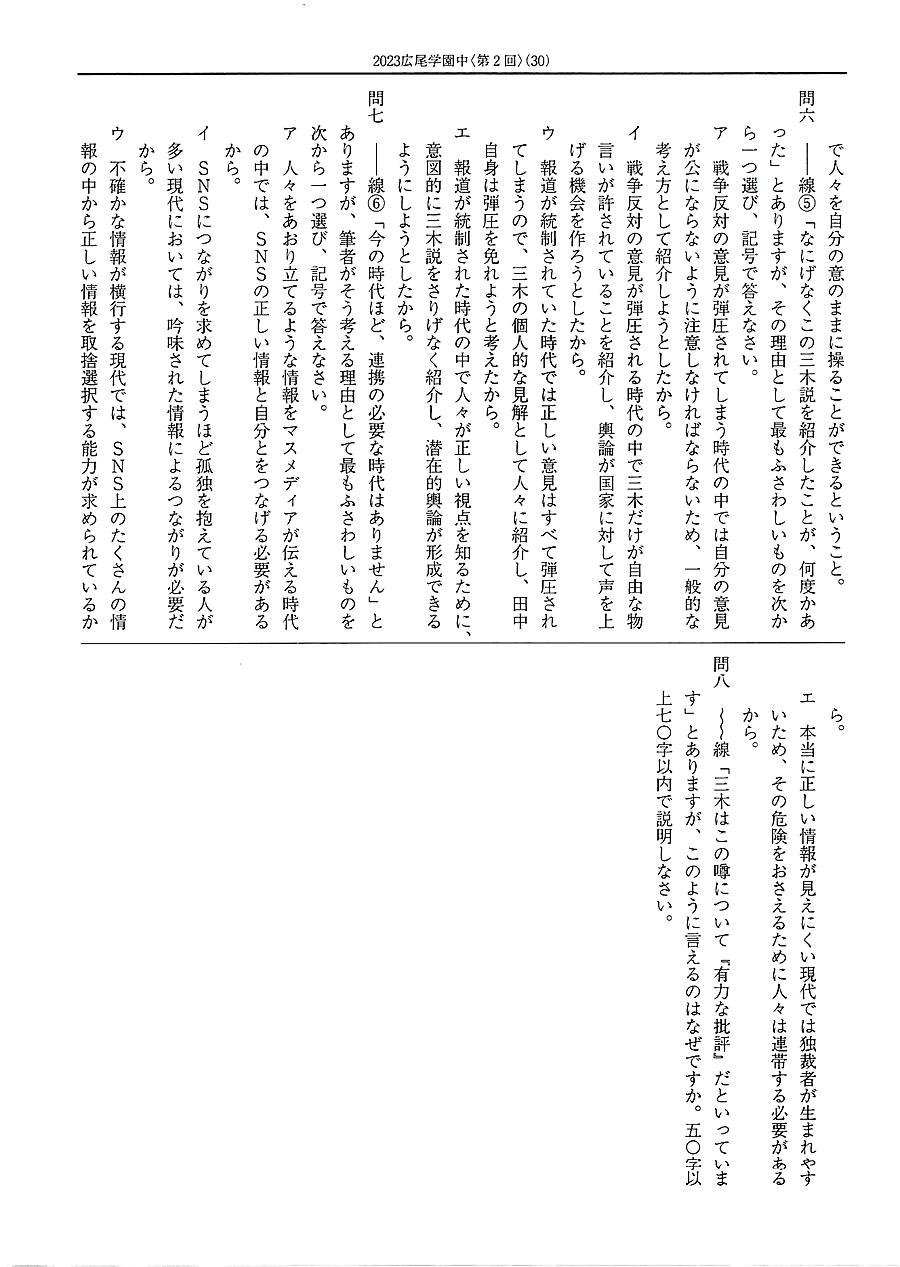 2023広尾学園中〈第2回〉(30)
で人々を自分の意のままに操ることができるということ。
問六　――線⑤「なにげなくこの三木説を紹介したことが、何度かあ
った」とありますが、その理由として最もふさわしいものを次か
ら一つ選び、記号で答えなさい。
ア　戦争反対の意見が弾圧されてしまう時代の中では自分の意見
が公にならないように注意しなければならないため、一般的な
考え方として紹介しようとしたから。
イ　戦争反対の意見が弾圧される時代の中で三木だけが自由な物
言いが許されていることを紹介し、輿論が国家に対して声を上
げる機会を作ろうとしたから。
ウ　報道が統制されていた時代では正しい意見はすべて弾圧され
てしまうので、三木の個人的な見解として人々に紹介し、田中
自身は弾圧を免れようと考えたから。
エ　報道が統制された時代の中で人々が正しい視点を知るために、
意図的に三木説をさりげなく紹介し、潜在的輿論が形成できる
ようにしようとしたから。
問七　――線⑥「今の時代ほど、連携の必要な時代はありません」と
ありますが、筆者がそう考える理由として最もふさわしいものを
次から一つ選び、記号で答えなさい。
ア　人々をあおり立てるような情報をマスメディアが伝える時代
の中では、SNSの正しい情報と自分とをつなげる必要がある
から。
イ　SNSにつながりを求めてしまうほど孤独を抱えている人が
多い現代においては、吟味された情報によるつながりが必要だ
から。
ウ　不確かな情報が横行する現代では、SNS上のたくさんの情
報の中から正しい情報を取捨選択する能力が求められているか
ら。
エ　本当に正しい情報が見えにくい現代では独裁者が生まれやす
いため、その危険をおさえるために人々は連帯する必要がある
から。
問八　〜〜線「三木はこの噂について『有力な批評』だといっていま
す」とありますが、このように言えるのはなぜですか。五〇字以
上七〇字以内で説明しなさい。